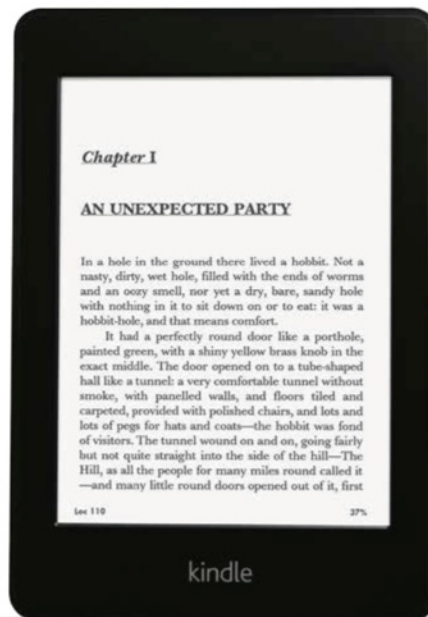 Chapter I
AN UNEXPECTED PARTY
In a hole in the ground there lived a hobbit. Not a
nasty, dirty, wet hole, filled with the ends of worms
and an oozy smell, nor yet a dry, bare, sandy hole
with nothing in it to sit down on or to eat: it was a
hobbit-hole, and that means comfort.
It had a perfectly round door like a porthole,
painted green, with a shiny yellow brass knob in the
exact middle. The door opened on to a tube-shaped
hall like a tunnel: a very comfortable tunnel without
smoke, with panelled walls, and floors tiled and
carpeted, provided with polished chairs, and lots and
lots of pegs for hats and coats—the hobbit was fond
of visitors. The tunnel wound on and on, going fairly
but not quite straight into the side of the hill—The
Hill, as all the people for many miles round called it
—and many little round doors opened out of it, first
Loc 110 37%
kindle